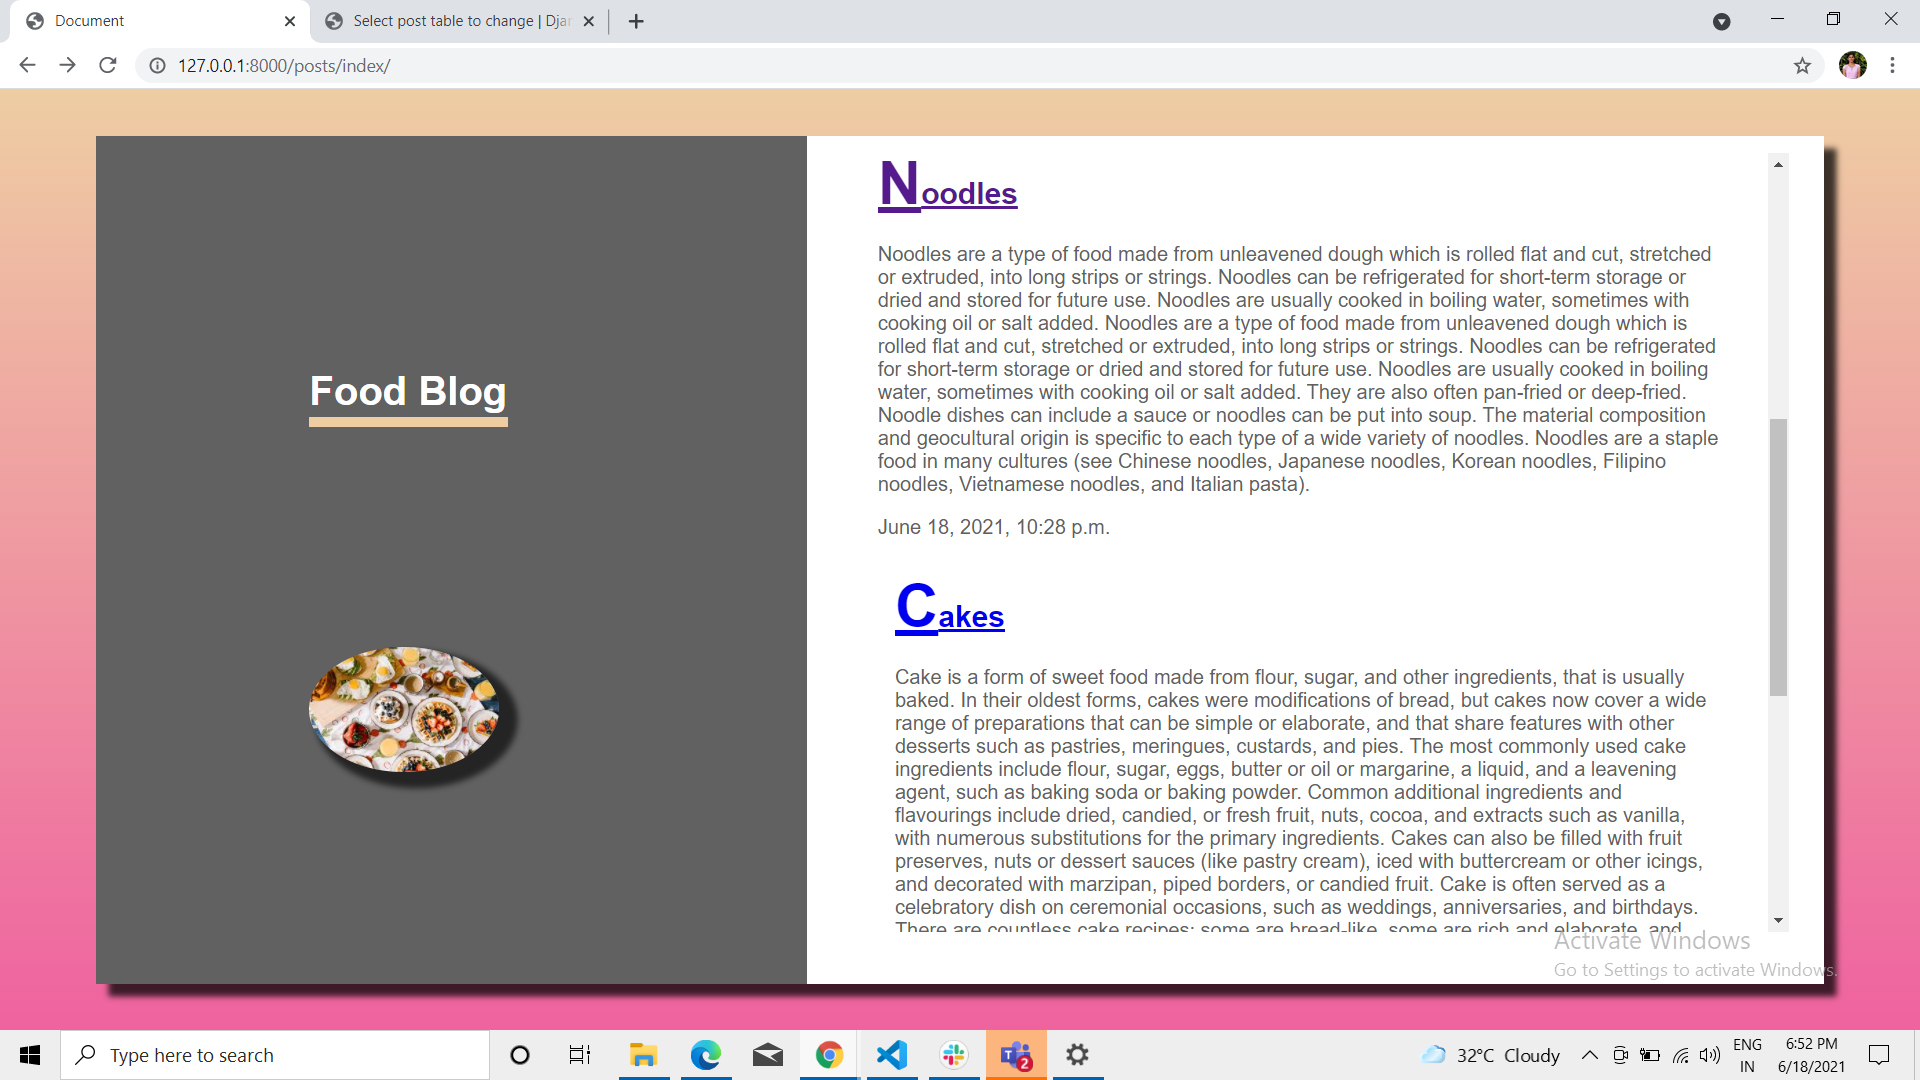 Document
Select post table to change | Djan
127.0.0.1:8000/posts/index/
Food Blog
Noodles
Noodles are a type of food made from unleavened dough which is rolled flat and cut, stretched
or extruded, into long strips or strings. Noodles can be refrigerated for short-term storage or
dried and stored for future use. Noodles are usually cooked in boiling water, sometimes with
cooking oil or salt added. Noodles are a type of food made from unleavened dough which is
rolled flat and cut, stretched or extruded, into long strips or strings. Noodles can be refrigerated
for short-term storage or dried and stored for future use. Noodles are usually cooked in boiling
water, sometimes with cooking oil or salt added. They are also often pan-fried or deep-fried.
Noodle dishes can include a sauce or noodles can be put into soup. The material composition
and geocultural origin is specific to each type of a wide variety of noodles. Noodles are a staple
food in many cultures (see Chinese noodles, Japanese noodles, Korean noodles, Filipino
noodles, Vietnamese noodles, and Italian pasta).
June 18, 2021, 10:28 p.m.
Cakes
Cake is a form of sweet food made from flour, sugar, and other ingredients, that is usually
baked. In their oldest forms, cakes were modifications of bread, but cakes now cover a wide
range of preparations that can be simple or elaborate, and that share features with other
desserts such as pastries, meringues, custards, and pies. The most commonly used cake
ingredients include flour, sugar, eggs, butter or oil or margarine, a liquid, and a leavening
agent, such as baking soda or baking powder. Common additional ingredients and
flavourings include dried, candied, or fresh fruit, nuts, cocoa, and extracts such as vanilla,
with numerous substitutions for the primary ingredients. Cakes can also be filled with fruit
preserves, nuts or dessert sauces (like pastry cream), iced with buttercream or other icings,
and decorated with marzipan, piped borders, or candied fruit. Cake is often served as a
celebratory dish on ceremonial occasions, such as weddings, anniversaries, and birthdays.
There are countless cake recipes; some are bread-like, some are rich and elaborate, and
Activate Windows
Go to Settings to activate Windows.
Type here to search
2
32°C Cloudy
ENG
IN
6:52 PM
6/18/2021